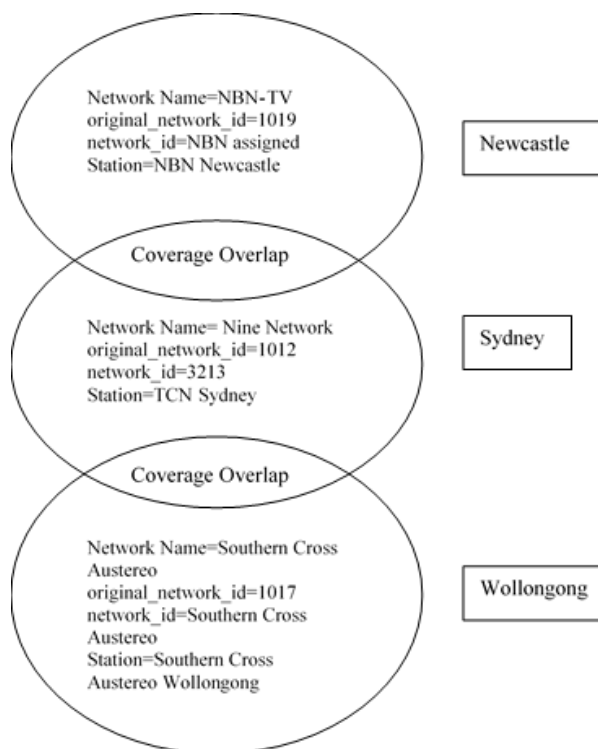 Network Name=NBN-TV
original_network_id=1019
network_id=NBN assigned
Station=NBN Newcastle
Newcastle
Coverage Overlap
Network Name= Nine Network
original_network_id=1012
network_id=3213
Station=TCN Sydney
Sydney
Coverage Overlap
Network Name=Southern Cross
Austereo
original_network_id=1017
network_id=Southern Cross
Austereo
Station=Southern Cross
Austereo Wollongong
Wollongong